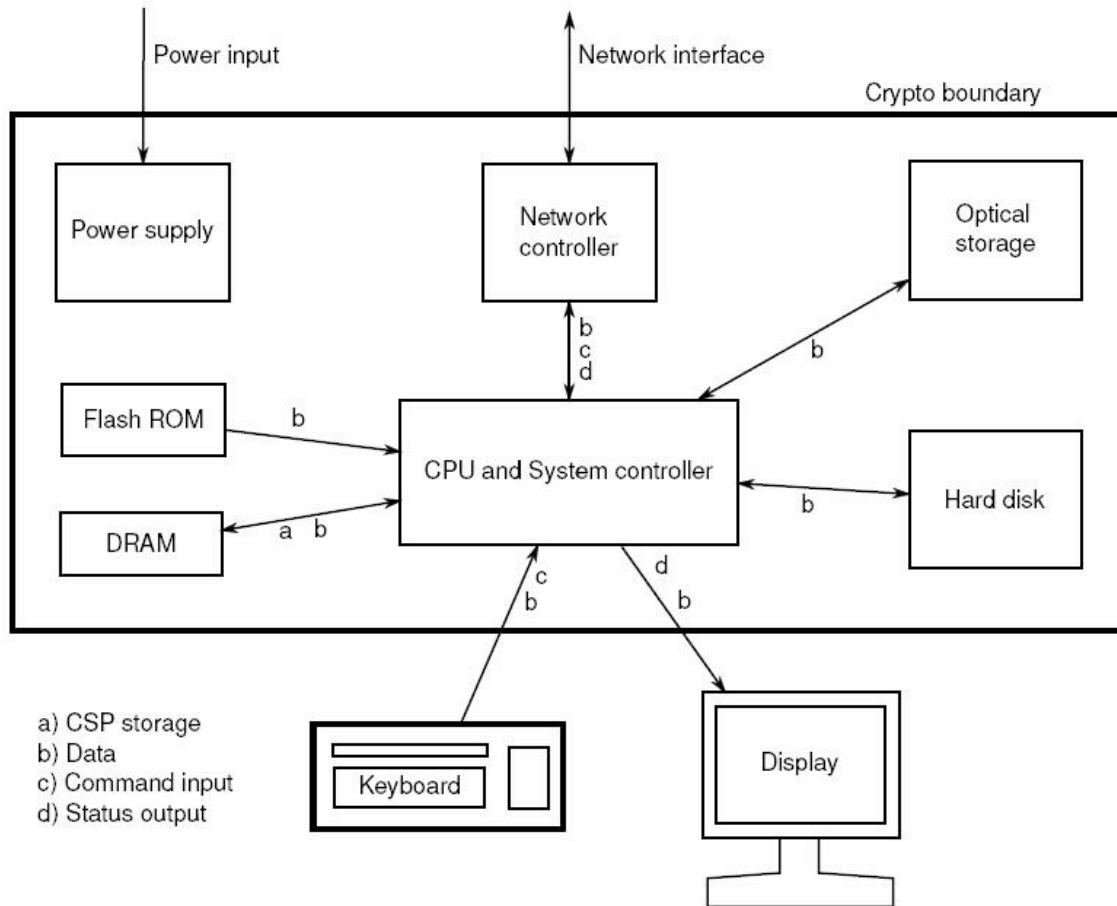 Power input
Network interface
Crypto boundary
Power supply
Network
controller
Optical
storage
b
c
d
b
Flash ROM
b
CPU and System controller
b
Hard disk
DRAM
a b
c
b
d
b
a) CSP storage
b) Data
c) Command input
d) Status output
Keyboard
Display